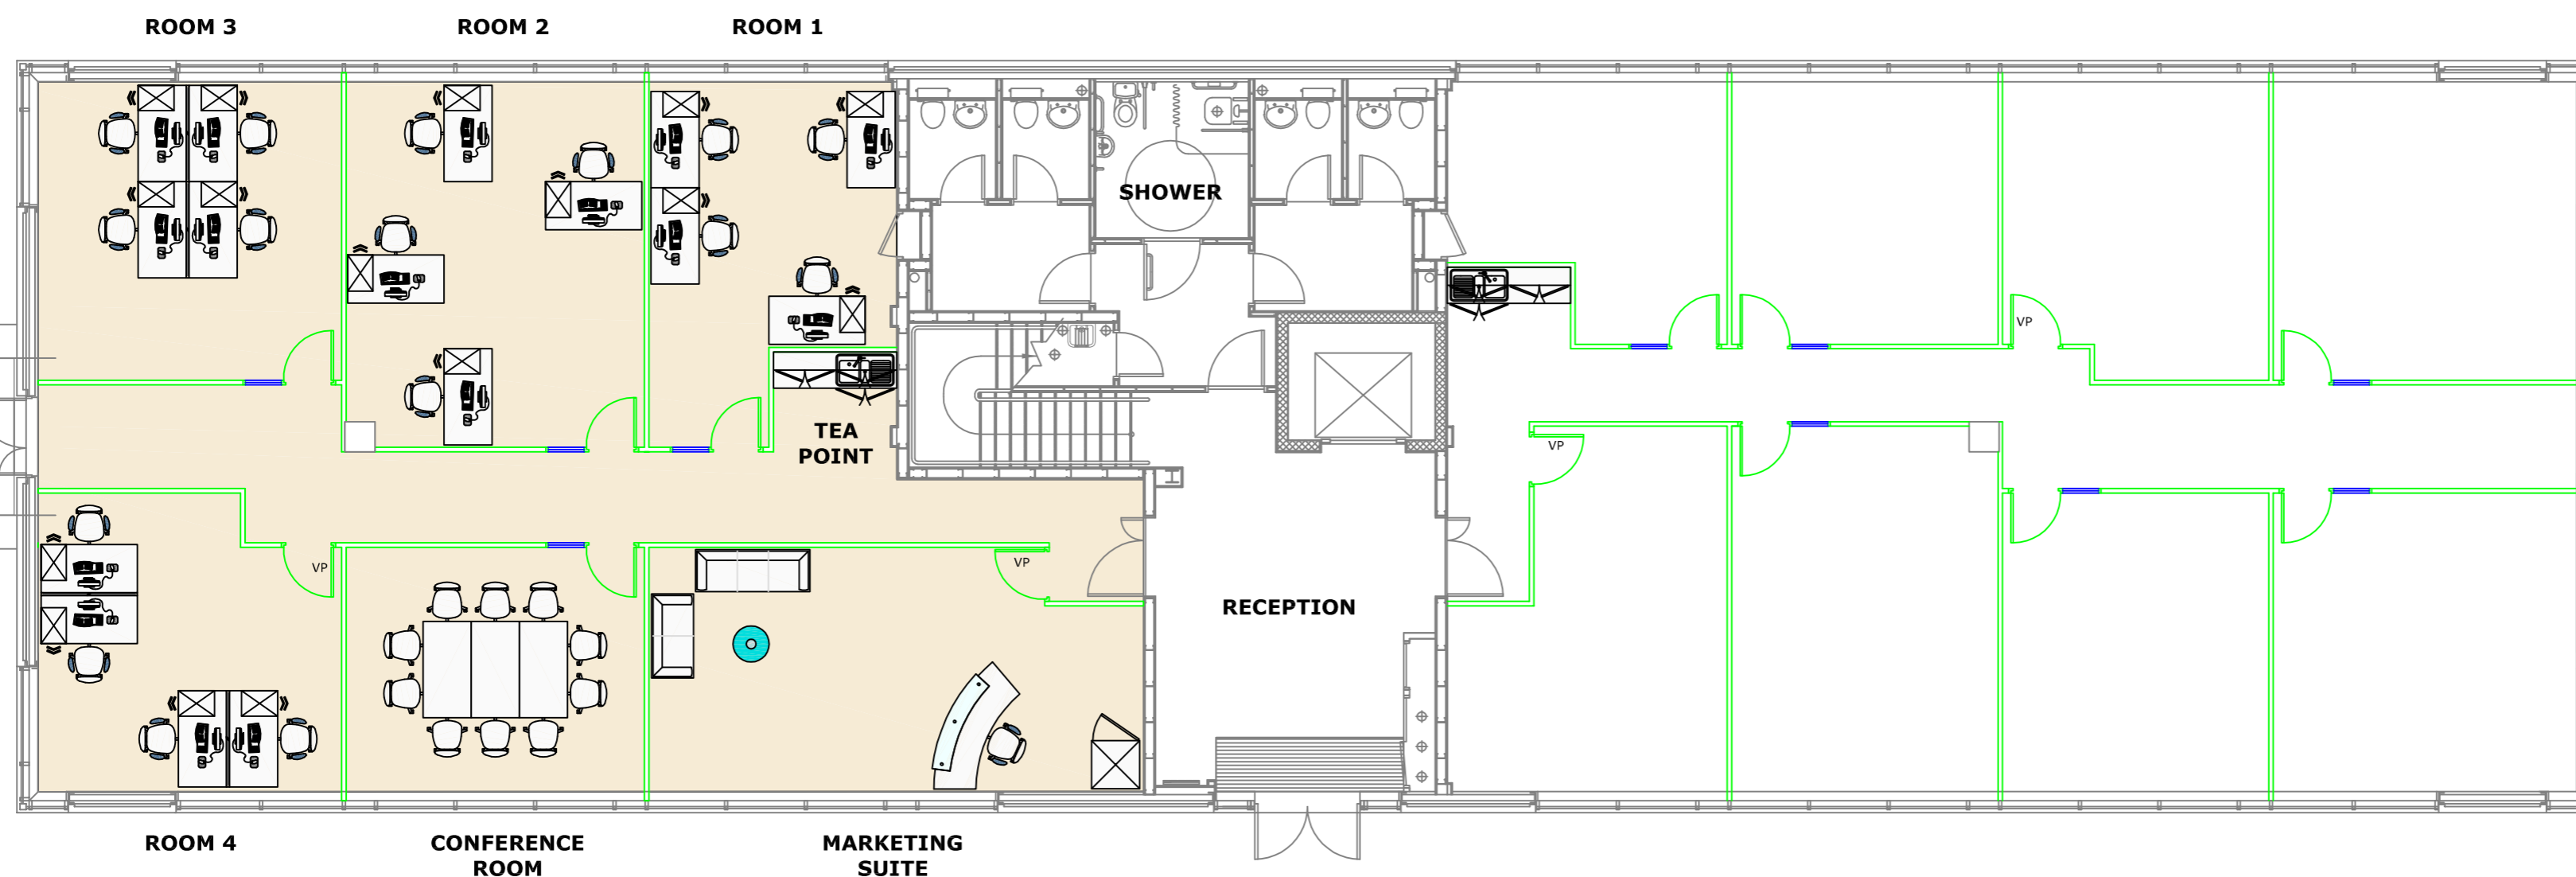 ROOM 3
ROOM 2
ROOM 1
SHOWER
VP
TEA
POINT
VP
VP
VP
RECEPTION
ROOM 4
CONFERENCE
ROOM
MARKETING
SUITE